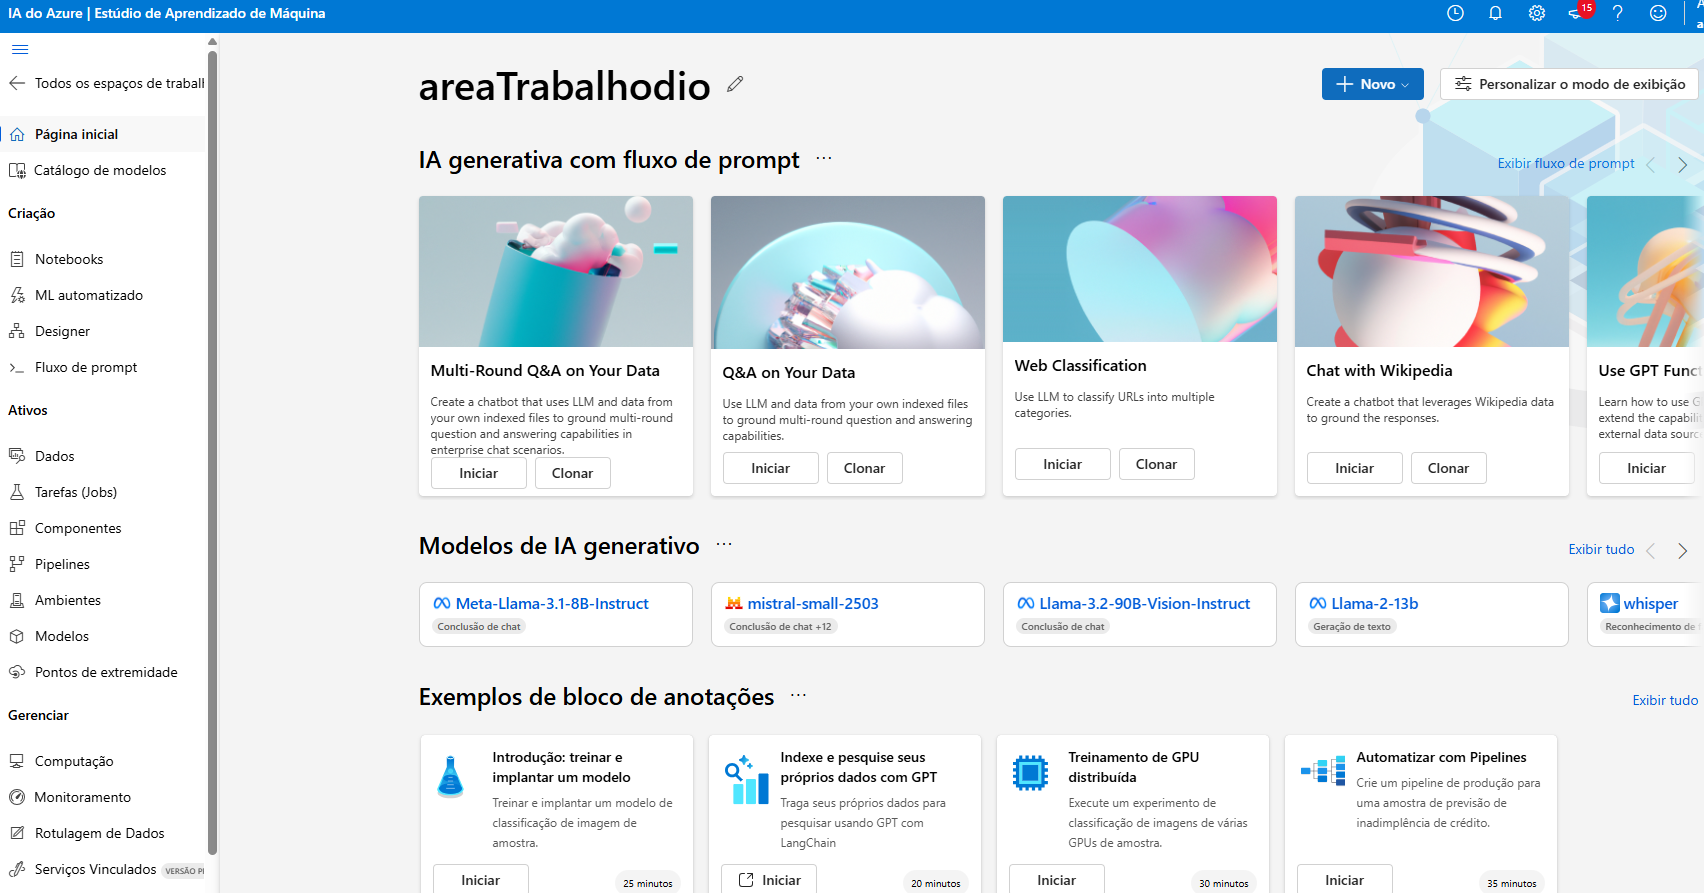 IA do Azure | Estúdio de Aprendizado de Máquina
15
Todos os espaços de trabalh
Página inicial
Catálogo de modelos
Criação
Notebooks
ML automatizado
Designer
Fluxo de prompt
Ativos
Dados
Tarefas (Jobs)
Componentes
Pipelines
Ambientes
Modelos
Pontos de extremidade
Gerenciar
Computação
Monitoramento
Rotulagem de Dados
Serviços Vinculados VERSÃO
areaTrabalhodio
Novo
Personalizar o modo de exibição
IA generativa com fluxo de prompt ...
Exibir fluxo de prompt
Multi-Round Q&A on Your Data
Create a chatbot that uses LLM and data from
your own indexed files to ground multi-round
question and answering capabilities in
enterprise chat scenarios.
Iniciar Clonar
Q&A on Your Data
Use LLM and data from your own indexed files
to ground multi-round question and answering
capabilities.
Iniciar Clonar
Web Classification
Use LLM to classify URLs into multiple
categories.
Iniciar Clonar
Chat with Wikipedia
Create a chatbot that leverages Wikipedia data
to ground the responses.
Iniciar Clonar
Use GPT Funct
Learn how to use G
extend the capabili
external data sourc
Iniciar
Modelos de IA generativo ...
Exibir tudo
Meta-Llama-3.1-8B-Instruct
Conclusão de chat
mistral-small-2503
Conclusão de chat +12
Llama-3.2-90B-Vision-Instruct
Conclusão de chat
Llama-2-13b
Geração de texto
whisper
Reconhecimento de
Exemplos de bloco de anotações ...
Exibir tudo
Introdução: treinar e
implantar um modelo
Treinar e implantar um modelo de
classificação de imagem de
amostra.
Iniciar
25 minutos
Indexe e pesquise seus
próprios dados com GPT
Traga seus próprios dados para
pesquisar usando GPT com
LangChain
Iniciar
20 minutos
Treinamento de GPU
distribuída
Execute um experimento de
classificação de imagens de várias
GPUs de amostra.
Iniciar
30 minutos
Automatizar com Pipelines
Crie um pipeline de produção para
uma amostra de previsão de
inadimplência de crédito.
Iniciar
35 minutos